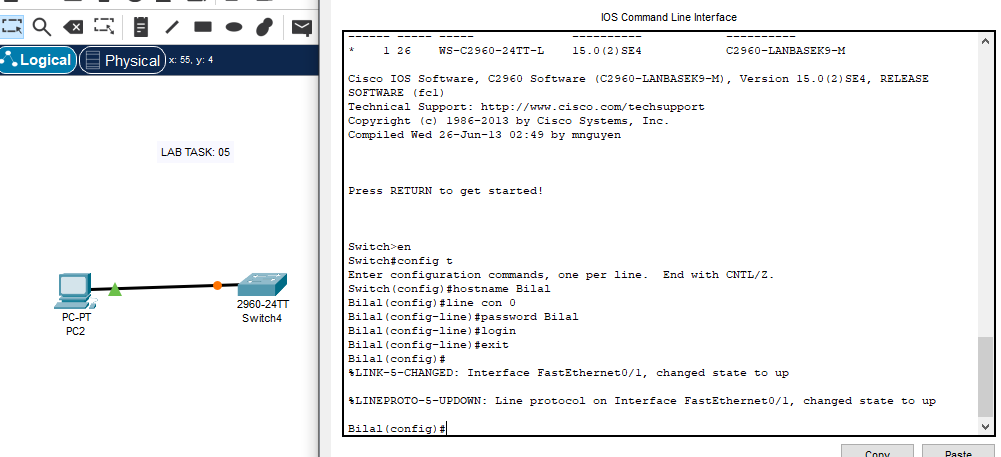 IOS Command Line Interface
Logical
Physical
x: 55, y: 4
LAB TASK: 05
PC-PT
PC2
2960-24TT
Switch4
------ ----- ----- ---------- ----------
* 1 26 WS-C2960-24TT-L 15.0(2)SE4 C2960-LANBASEK9-M
Cisco IOS Software, C2960 Software (C2960-LANBASEK9-M), Version 15.0(2)SE4, RELEASE
SOFTWARE (fc1)
Technical Support: http://www.cisco.com/techsupport
Copyright (c) 1986-2013 by Cisco Systems, Inc.
Compiled Wed 26-Jun-13 02:49 by mnguyen
Press RETURN to get started!
Switch>en
Switch#config t
Enter configuration commands, one per line. End with CNTL/Z.
Switch(config)#hostname Bilal
Bilal(config)#line con 0
Bilal(config-line)#password Bilal
Bilal(config-line)#login
Bilal(config-line)#exit
Bilal(config)#
%LINK-5-CHANGED: Interface FastEthernet0/1, changed state to up
%LINEPROTO-5-UPDOWN: Line protocol on Interface FastEthernet0/1, changed state to up
Bilal(config)#
Copy
Paste